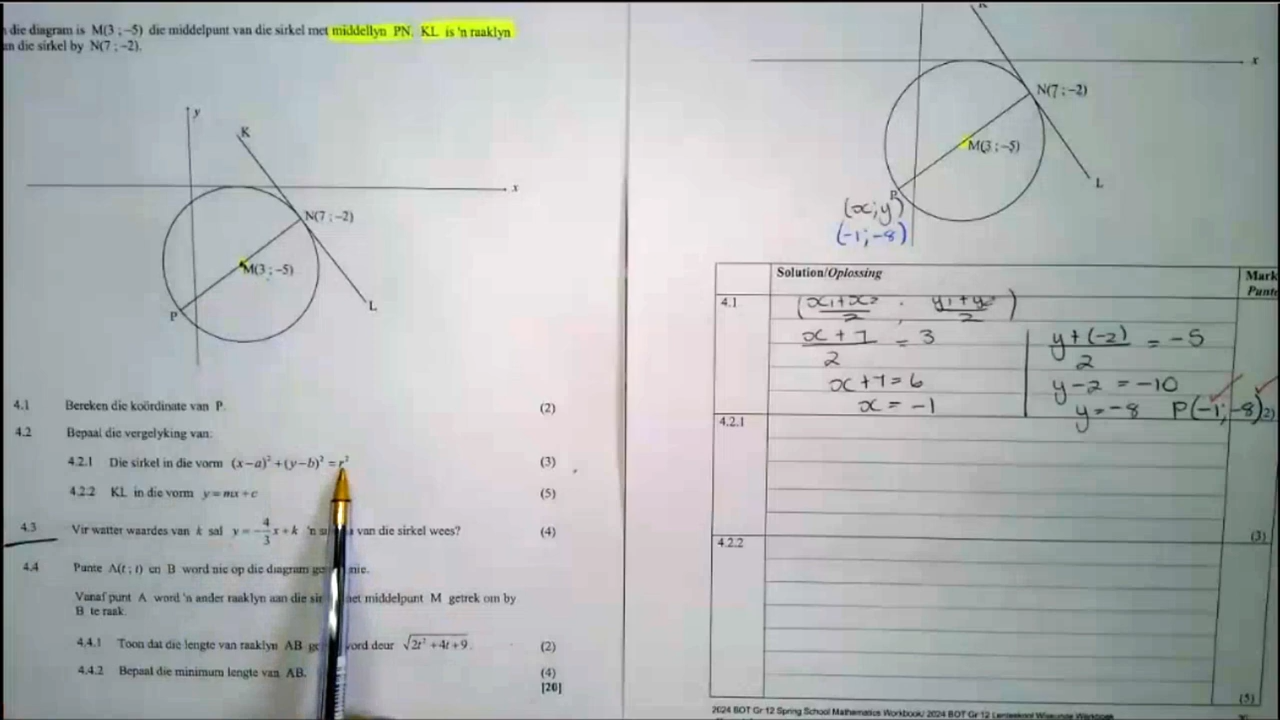 die diagram is M(3 ; –5) die middelpunt van die sirkel met middellyn PN. KL is 'n raaklyn
die sirkel by N(7 ; –2).
y
K
x
N(7 ; –2)
M(3 ; –5)
P
L
4.1 Bereken die koördinate van P. (2)
4.2 Bepaal die vergelyking van:
4.2.1 Die sirkel in die vorm (x–a)²+(y–b)²=r² (3)
4.2.2 KL in die vorm y=mx+c (5)
4.3 Vir watter waardes van k sal y=–4/3x+k 'n van die sirkel wees? (4)
4.4 Punte A(t ; t) en B word nie op die diagram nie.
Vanaf punt A word 'n ander raaklyn aan die met middelpunt M getrek om by
B te raak.
4.4.1 Toon dat die lengte van raaklyn AB word deur √2t²+4t+9. (2)
4.4.2 Bepaal die minimum lengte van AB. (4)
[20]
K
x
N(7 ; –2)
M(3 ; –5)
L
P
(x;y)
(-1;-8)
Solution/Oplossing
Mark
4.1
(x1+x2/2 ; y1+y2/2)
x+7/2 = 3
y+(-2)/2 = -5
x+7=6
y-2 = -10
x = -1
y=-8 P(-1;-8) 2)
4.2.1
(3)
4.2.2
(5)
2024 BOT Gr 12 Spring School Mathematics Workbook/ 2024 BOT Gr 12 Lenteskool Wiskunde Werkboek